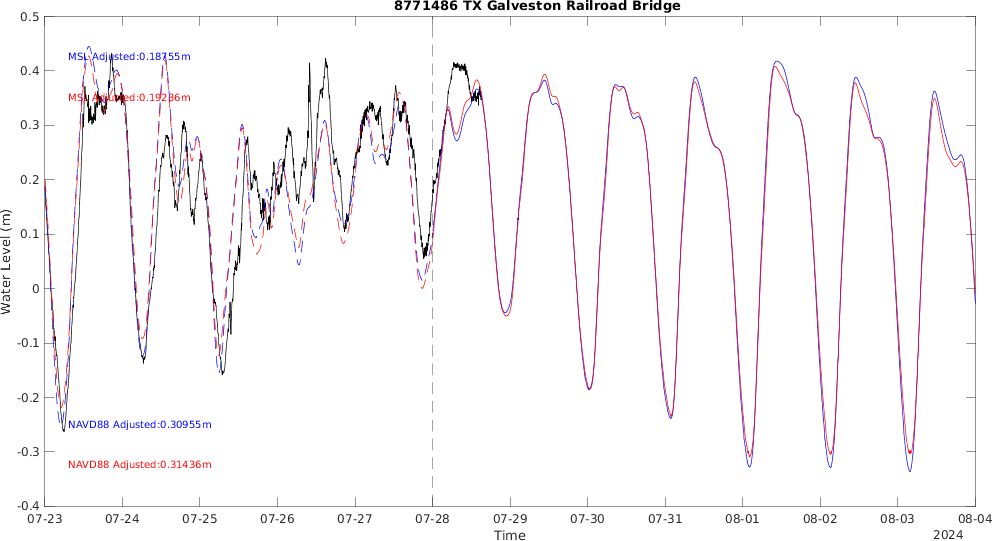 8771486 TX Galveston Railroad Bridge
0.5
0.4
0.3
0.2
0.1
0
-0.1
-0.2
-0.3
-0.4
Water Level (m)
MSL Adjusted:0.18755m
MSL Adjusted:0.19236m
NAVD88 Adjusted:0.30955m
NAVD88 Adjusted:0.31436m
07-23 07-24 07-25 07-26 07-27 07-28 07-29 07-30 07-31 08-01 08-02 08-03 08-04
Time
2024